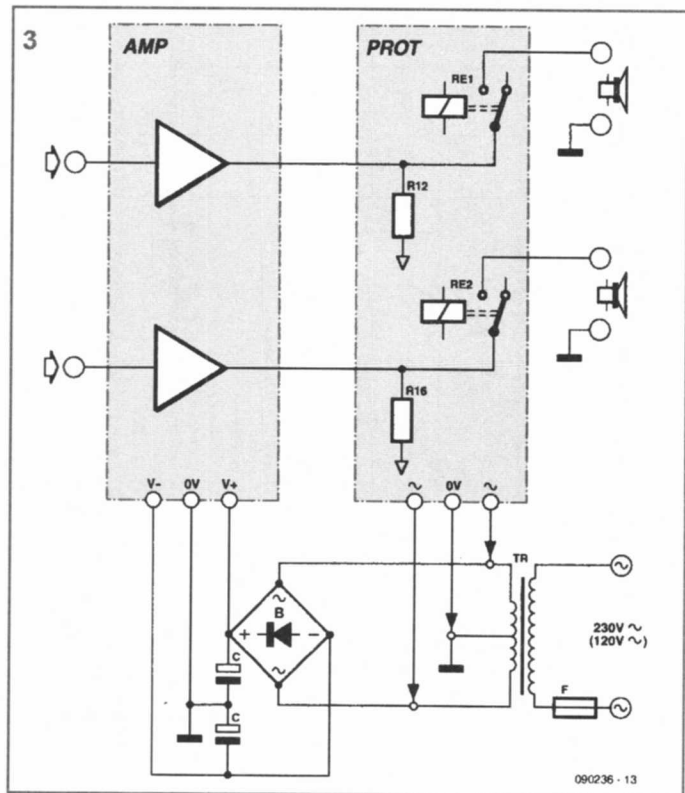 3
AMP
PROT
RE1
R12
RE2
R16
V-
0V
V+
~
0V
~
TR
~
~
B
+
-
~
C
C
230V ~
(120V ~)
F
~
090236 - 13